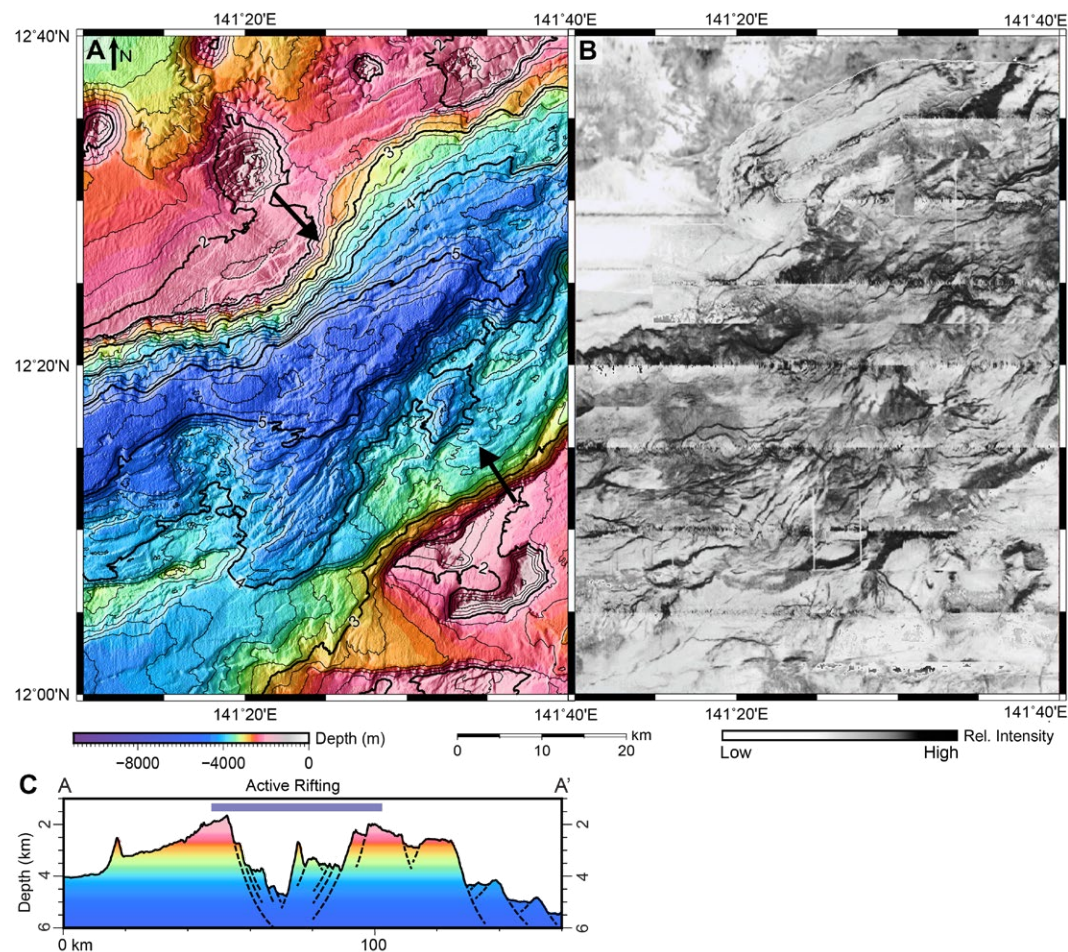 141°20'E 141°40'E 141°20'E 141°40'E
12°40'N
A N
B
3
4
2
5
12°20'N
5
4
2
3
12°00'N
141°20'E 141°40'E 141°20'E 141°40'E
Depth (m)
−8000 −4000 0
km
0 10 20
Rel. Intensity
Low High
C A Active Rifting A'
Depth (km)
2 2
4 4
6 6
0 km 100